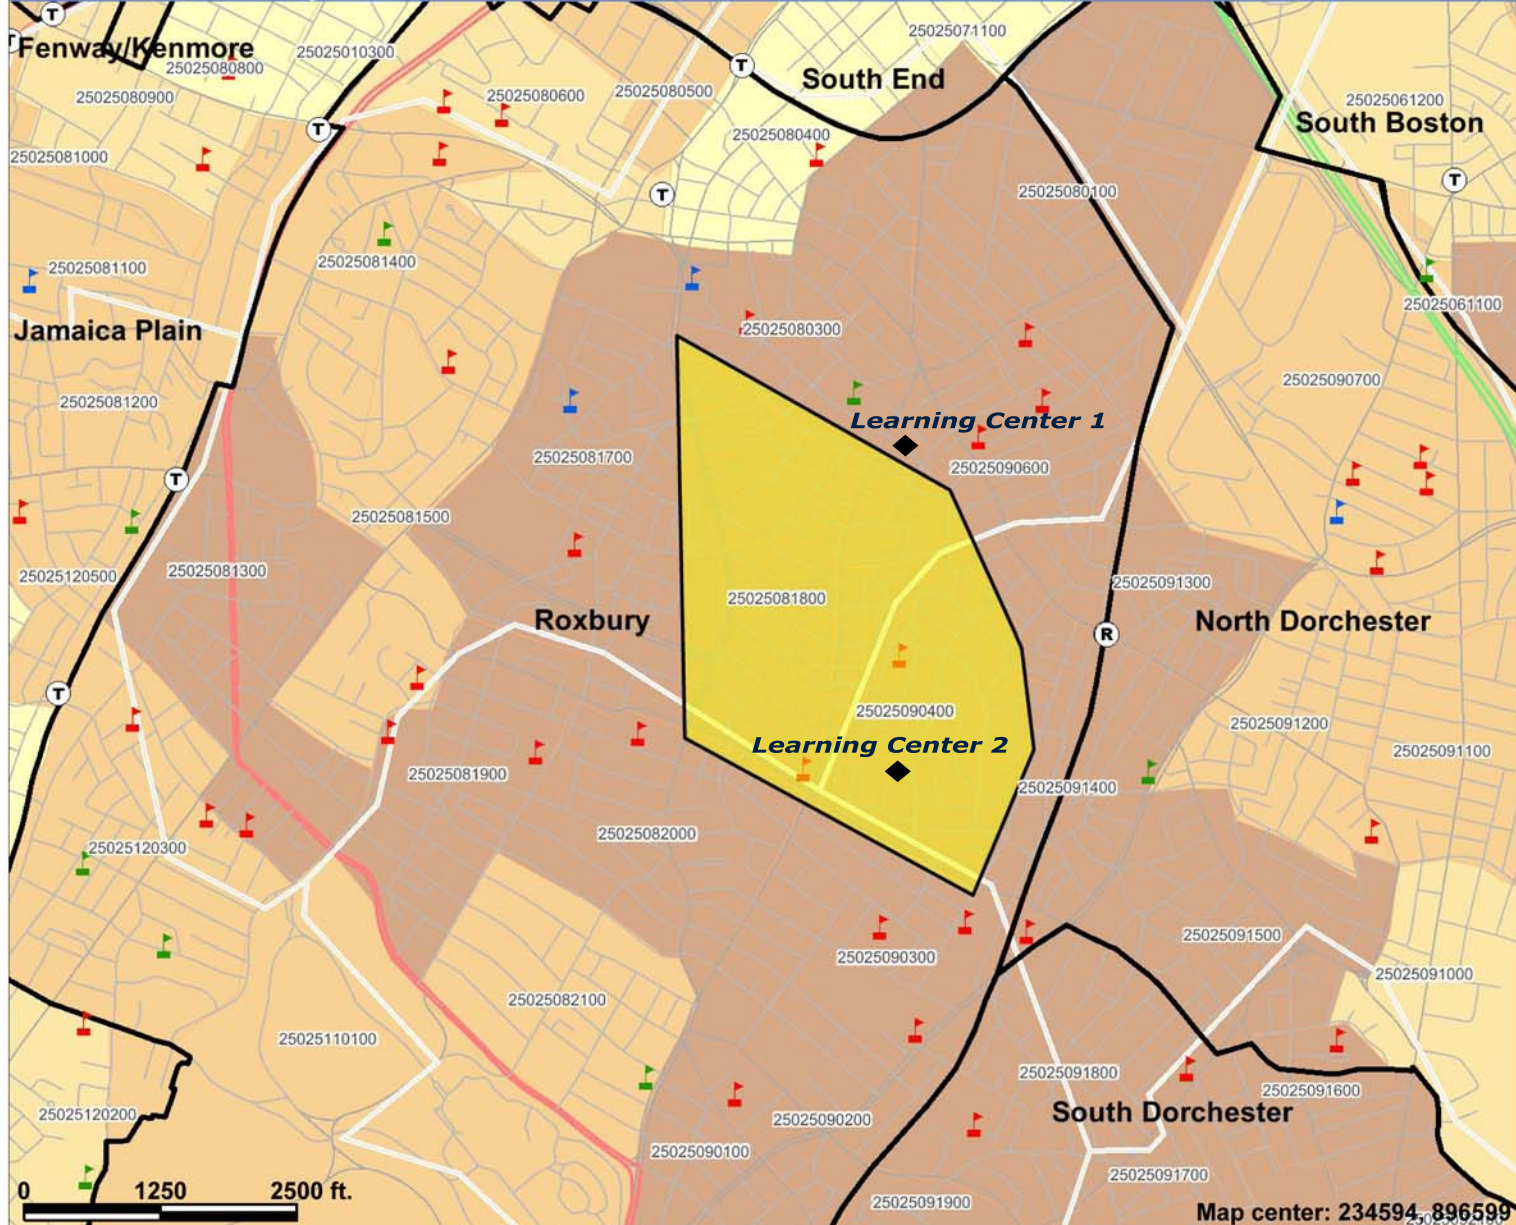 T
Fenway/Kenmore
25025010300
25025071100
25025080800
T
South End
25025080900
25025080600
25025080500
25025061200
South Boston
T
25025080400
25025081000
T
T
25025080100
25025081400
25025081100
25025061100
Jamaica Plain
25025080300
25025090700
25025081200
Learning Center 1
25025081700
25025090600
T
25025081500
25025120500
25025081300
25025091300
25025081800
Roxbury
R
North Dorchester
T
25025090400
25025091200
Learning Center 2
25025091100
25025081900
25025091400
25025082000
25025120300
25025091500
25025090300
25025091000
25025082100
25025110100
25025091800
25025091600
25025120200
South Dorchester
25025090200
25025090100
25025091700
0 1250 2500 ft.
25025091900
Map center: 234594, 896599